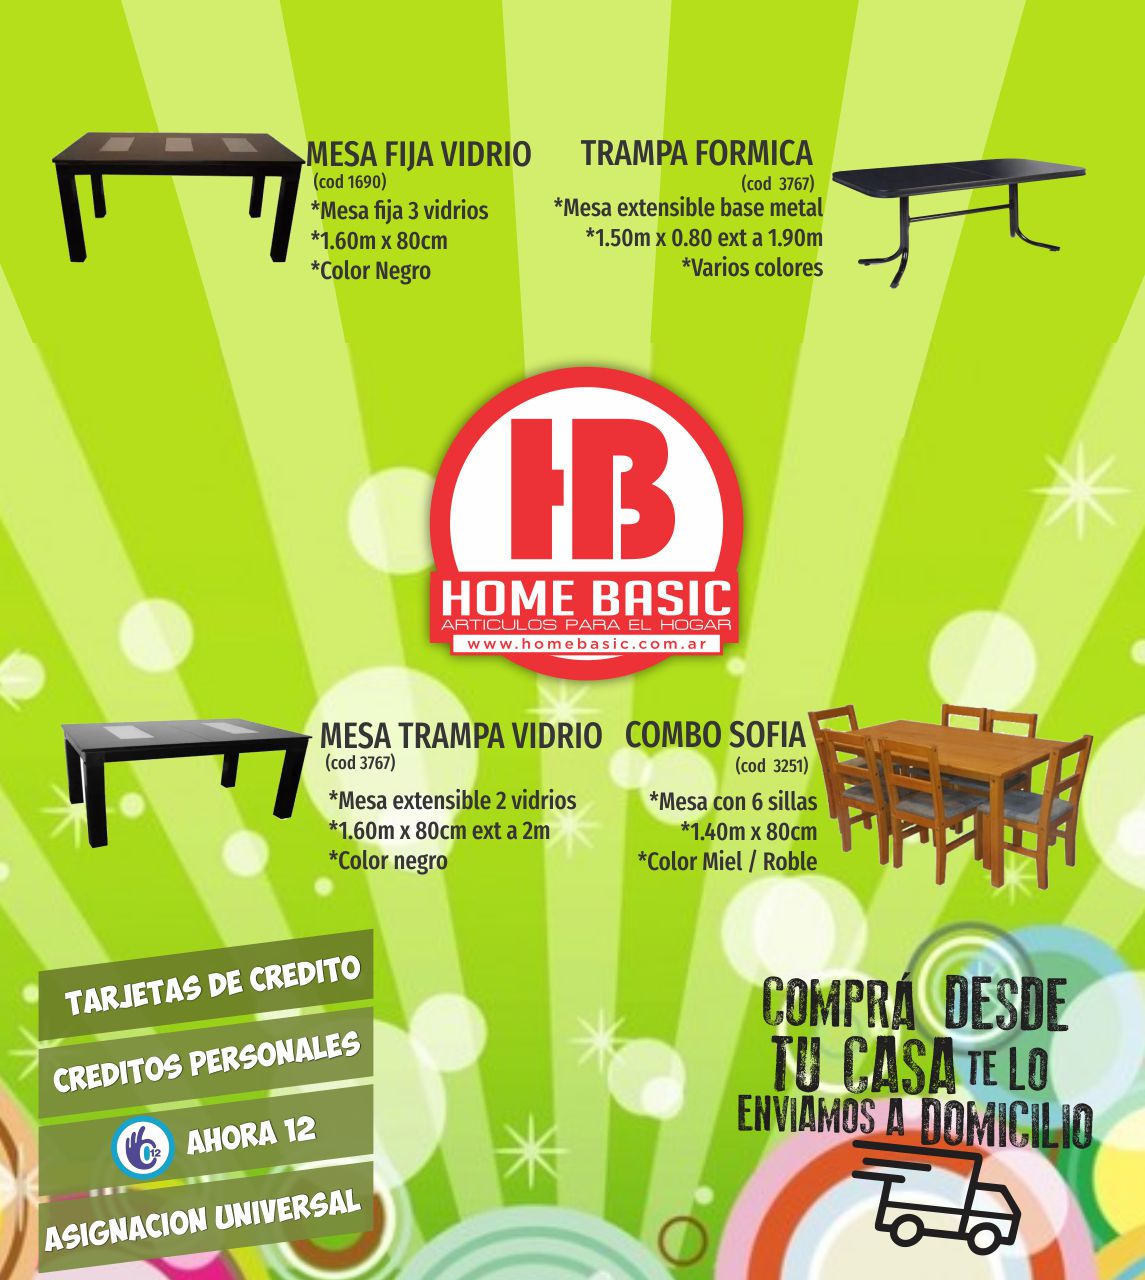 MESA FIJA VIDRIO
(cod 1690)
*Mesa fija 3 vidrios
*1.60m x 80cm
*Color Negro
TRAMPA FORMICA
(cod 3767)
*Mesa extensible base metal
*1.50m x 0.80 ext a 1.90m
*Varios colores
HB
HOME BASIC
ARTICULOS PARA EL HOGAR
www.homebasic.com.ar
MESA TRAMPA VIDRIO
(cod 3767)
*Mesa extensible 2 vidrios
*1.60m x 80cm ext a 2m
*Color negro
COMBO SOFIA
(cod 3251)
*Mesa con 6 sillas
*1.40m x 80cm
*Color Miel / Roble
TARJETAS DE CREDITO
CREDITOS PERSONALES
12 AHORA 12
ASIGNACION UNIVERSAL
COMPRÁ DESDE
TU CASA TE LO
ENVIAMOS A DOMICILIO